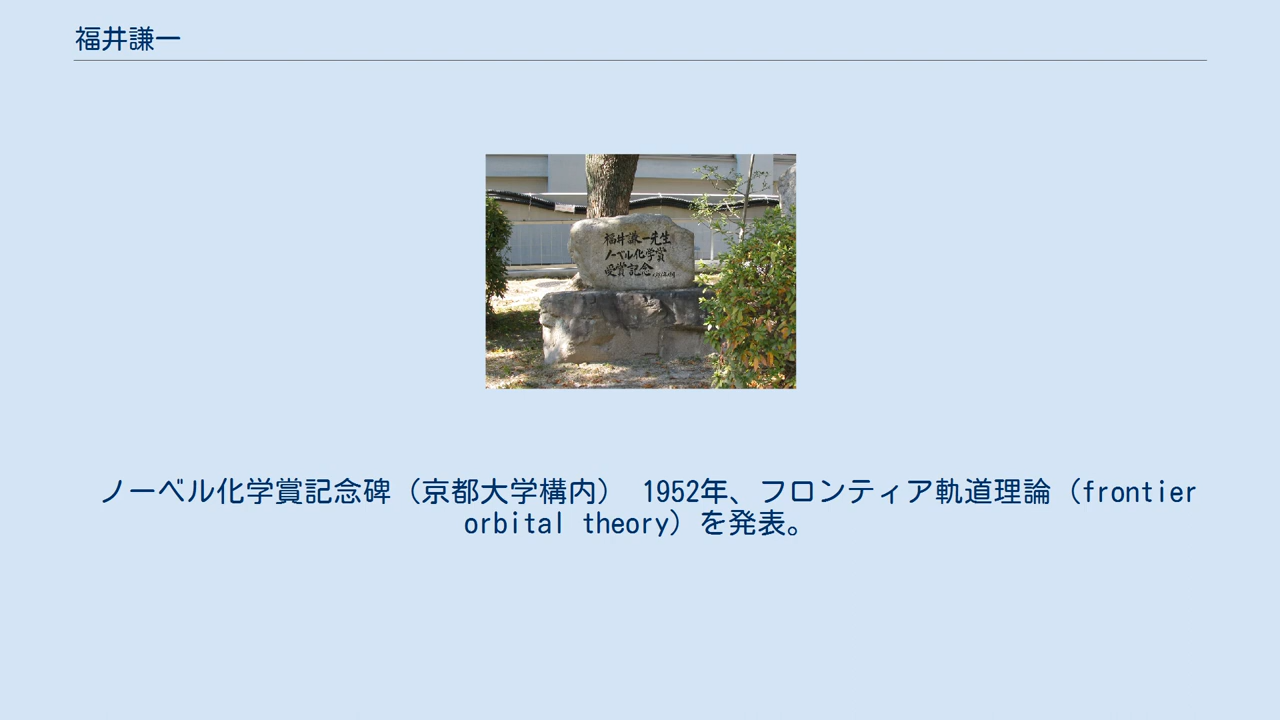 福井謙一
福井謙一先生
ノーベル化学賞
受賞記念
ノーベル化学賞記念碑（京都大学構内） 1952年、フロンティア軌道理論（frontier
orbital theory）を発表。